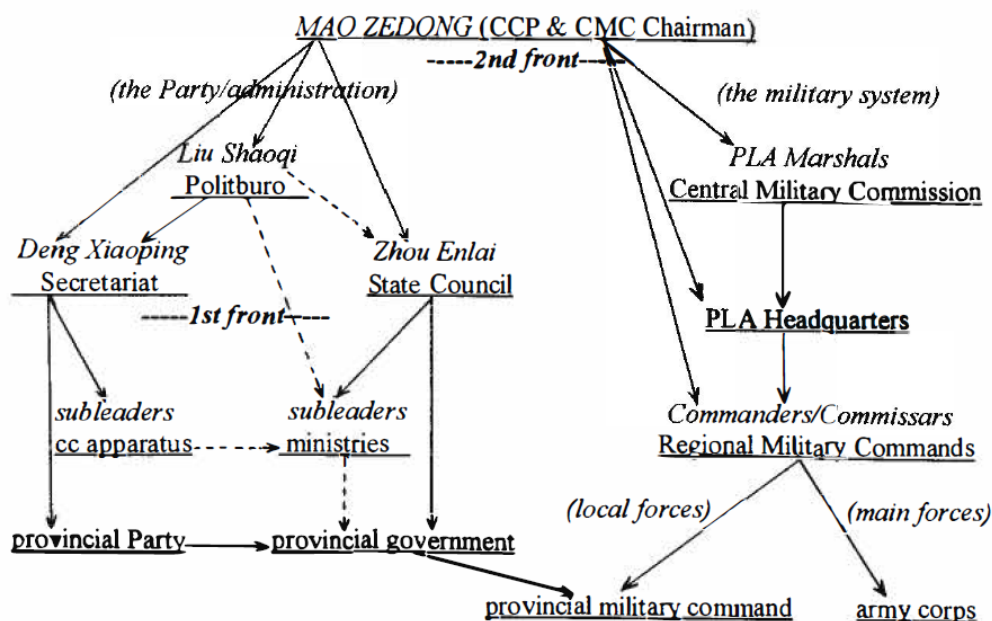 MAO ZEDONG (CCP & CMC Chairman)
-----2nd front-----
(the Party/administration)
(the military system)
Liu Shaoqi
Politburo
PLA Marshals
Central Military Commission
Deng Xiaoping
Secretariat
Zhou Enlai
State Council
-----1st front-----
PLA Headquarters
subleaders
cc apparatus
subleaders
ministries
Commanders/Commissars
Regional Military Commands
(local forces)
(main forces)
provincial Party
provincial government
provincial military command
army corps